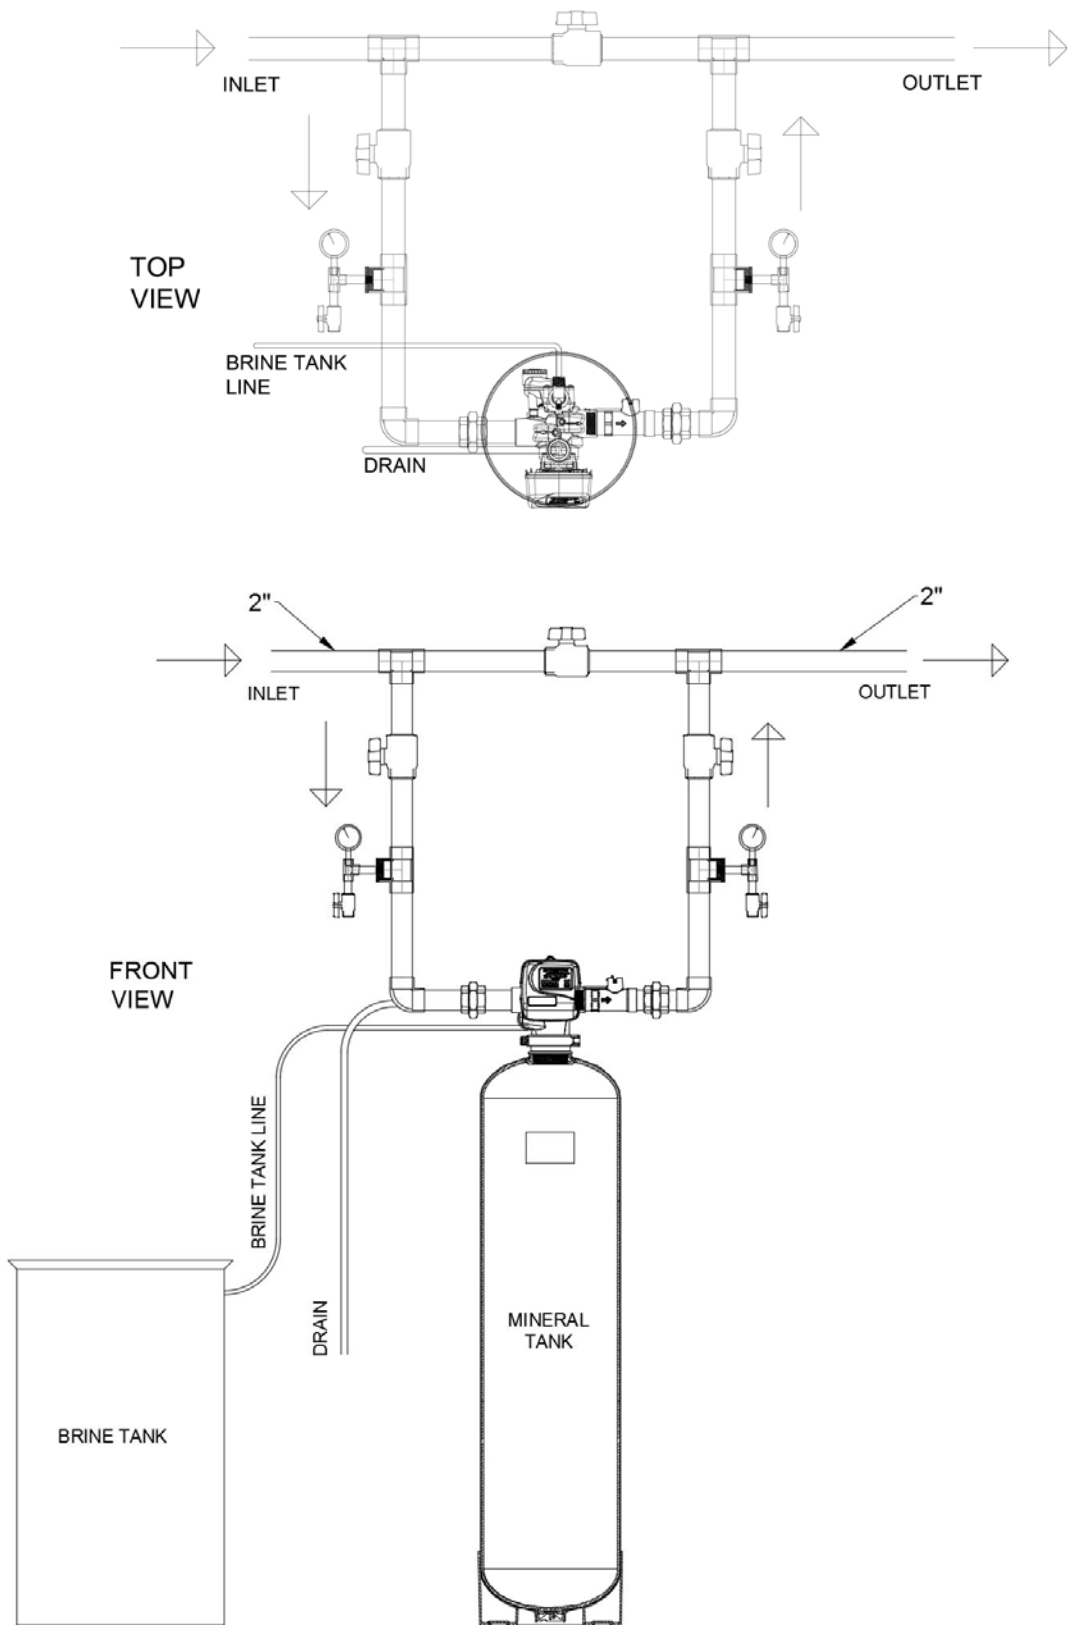 INLET
OUTLET
TOP
VIEW
BRINE TANK
LINE
DRAIN
2"
2"
INLET
OUTLET
FRONT
VIEW
BRINE TANK LINE
DRAIN
MINERAL
TANK
BRINE TANK